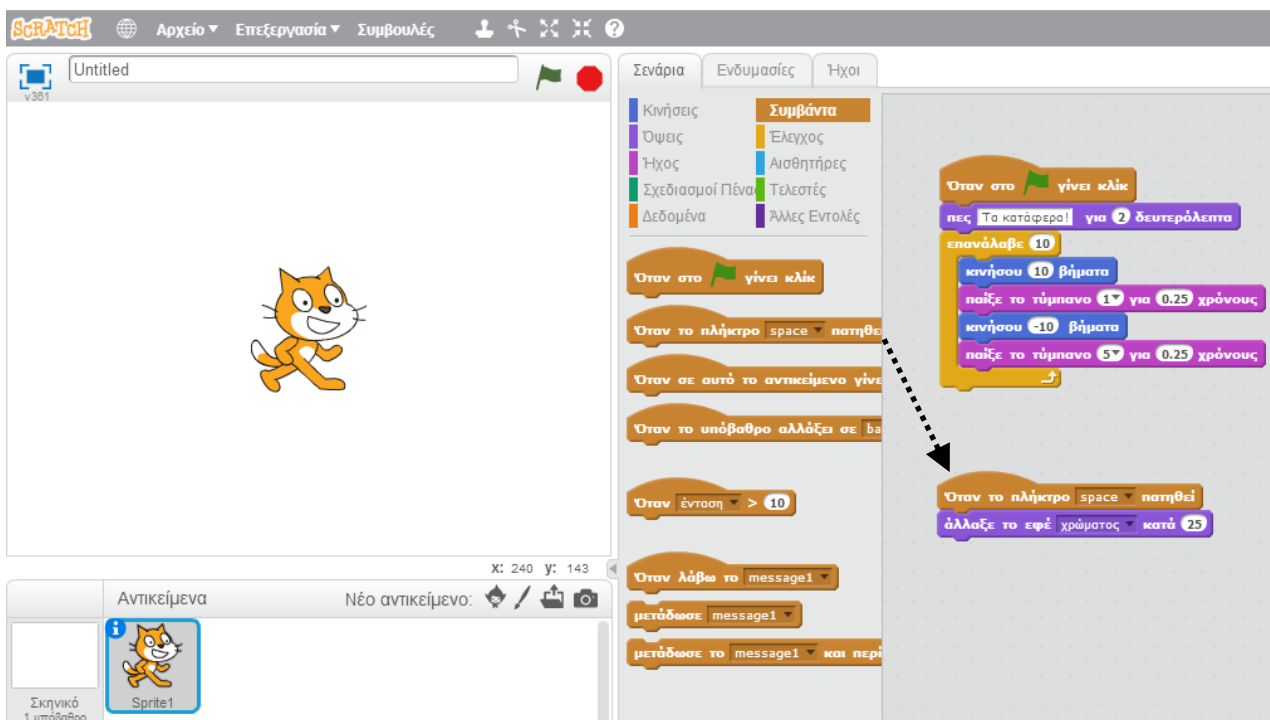 SCRATCH Αρχείο Επεξεργασία Συμβουλές
v361
Untitled
X: 240 y: 143
Αντικείμενα Νέο αντικείμενο:
Σκηνικό
1 υπόβαθρο
Sprite1
Σενάρια Ενδυμασίες Ήχοι
Κινήσεις Συμβάντα
Όψεις Έλεγχος
Ήχος Αισθητήρες
Σχεδιασμοί Πένας Τελεστές
Δεδομένα Άλλες Εντολές
Όταν στο γίνει κλίκ
Όταν το πλήκτρο space πατηθε
Όταν σε αυτό το αντικείμενο γίνε
Όταν το υπόβαθρο αλλάξει σε ba
Όταν ένταση > 10
Όταν λάβω το message1
μετάδωσε message1
μετάδωσε το message1 και περι
Όταν στο γίνει κλίκ
πες Τα κατάφερα! για 2 δευτερόλεπτα
επανάλαβε 10
κινήσου 10 βήματα
παίξε το τύμπανο 1 για 0.25 χρόνους
κινήσου -10 βήματα
παίξε το τύμπανο 5 για 0.25 χρόνους
Όταν το πλήκτρο space πατηθεί
άλλαξε το εφέ χρώματος κατά 25